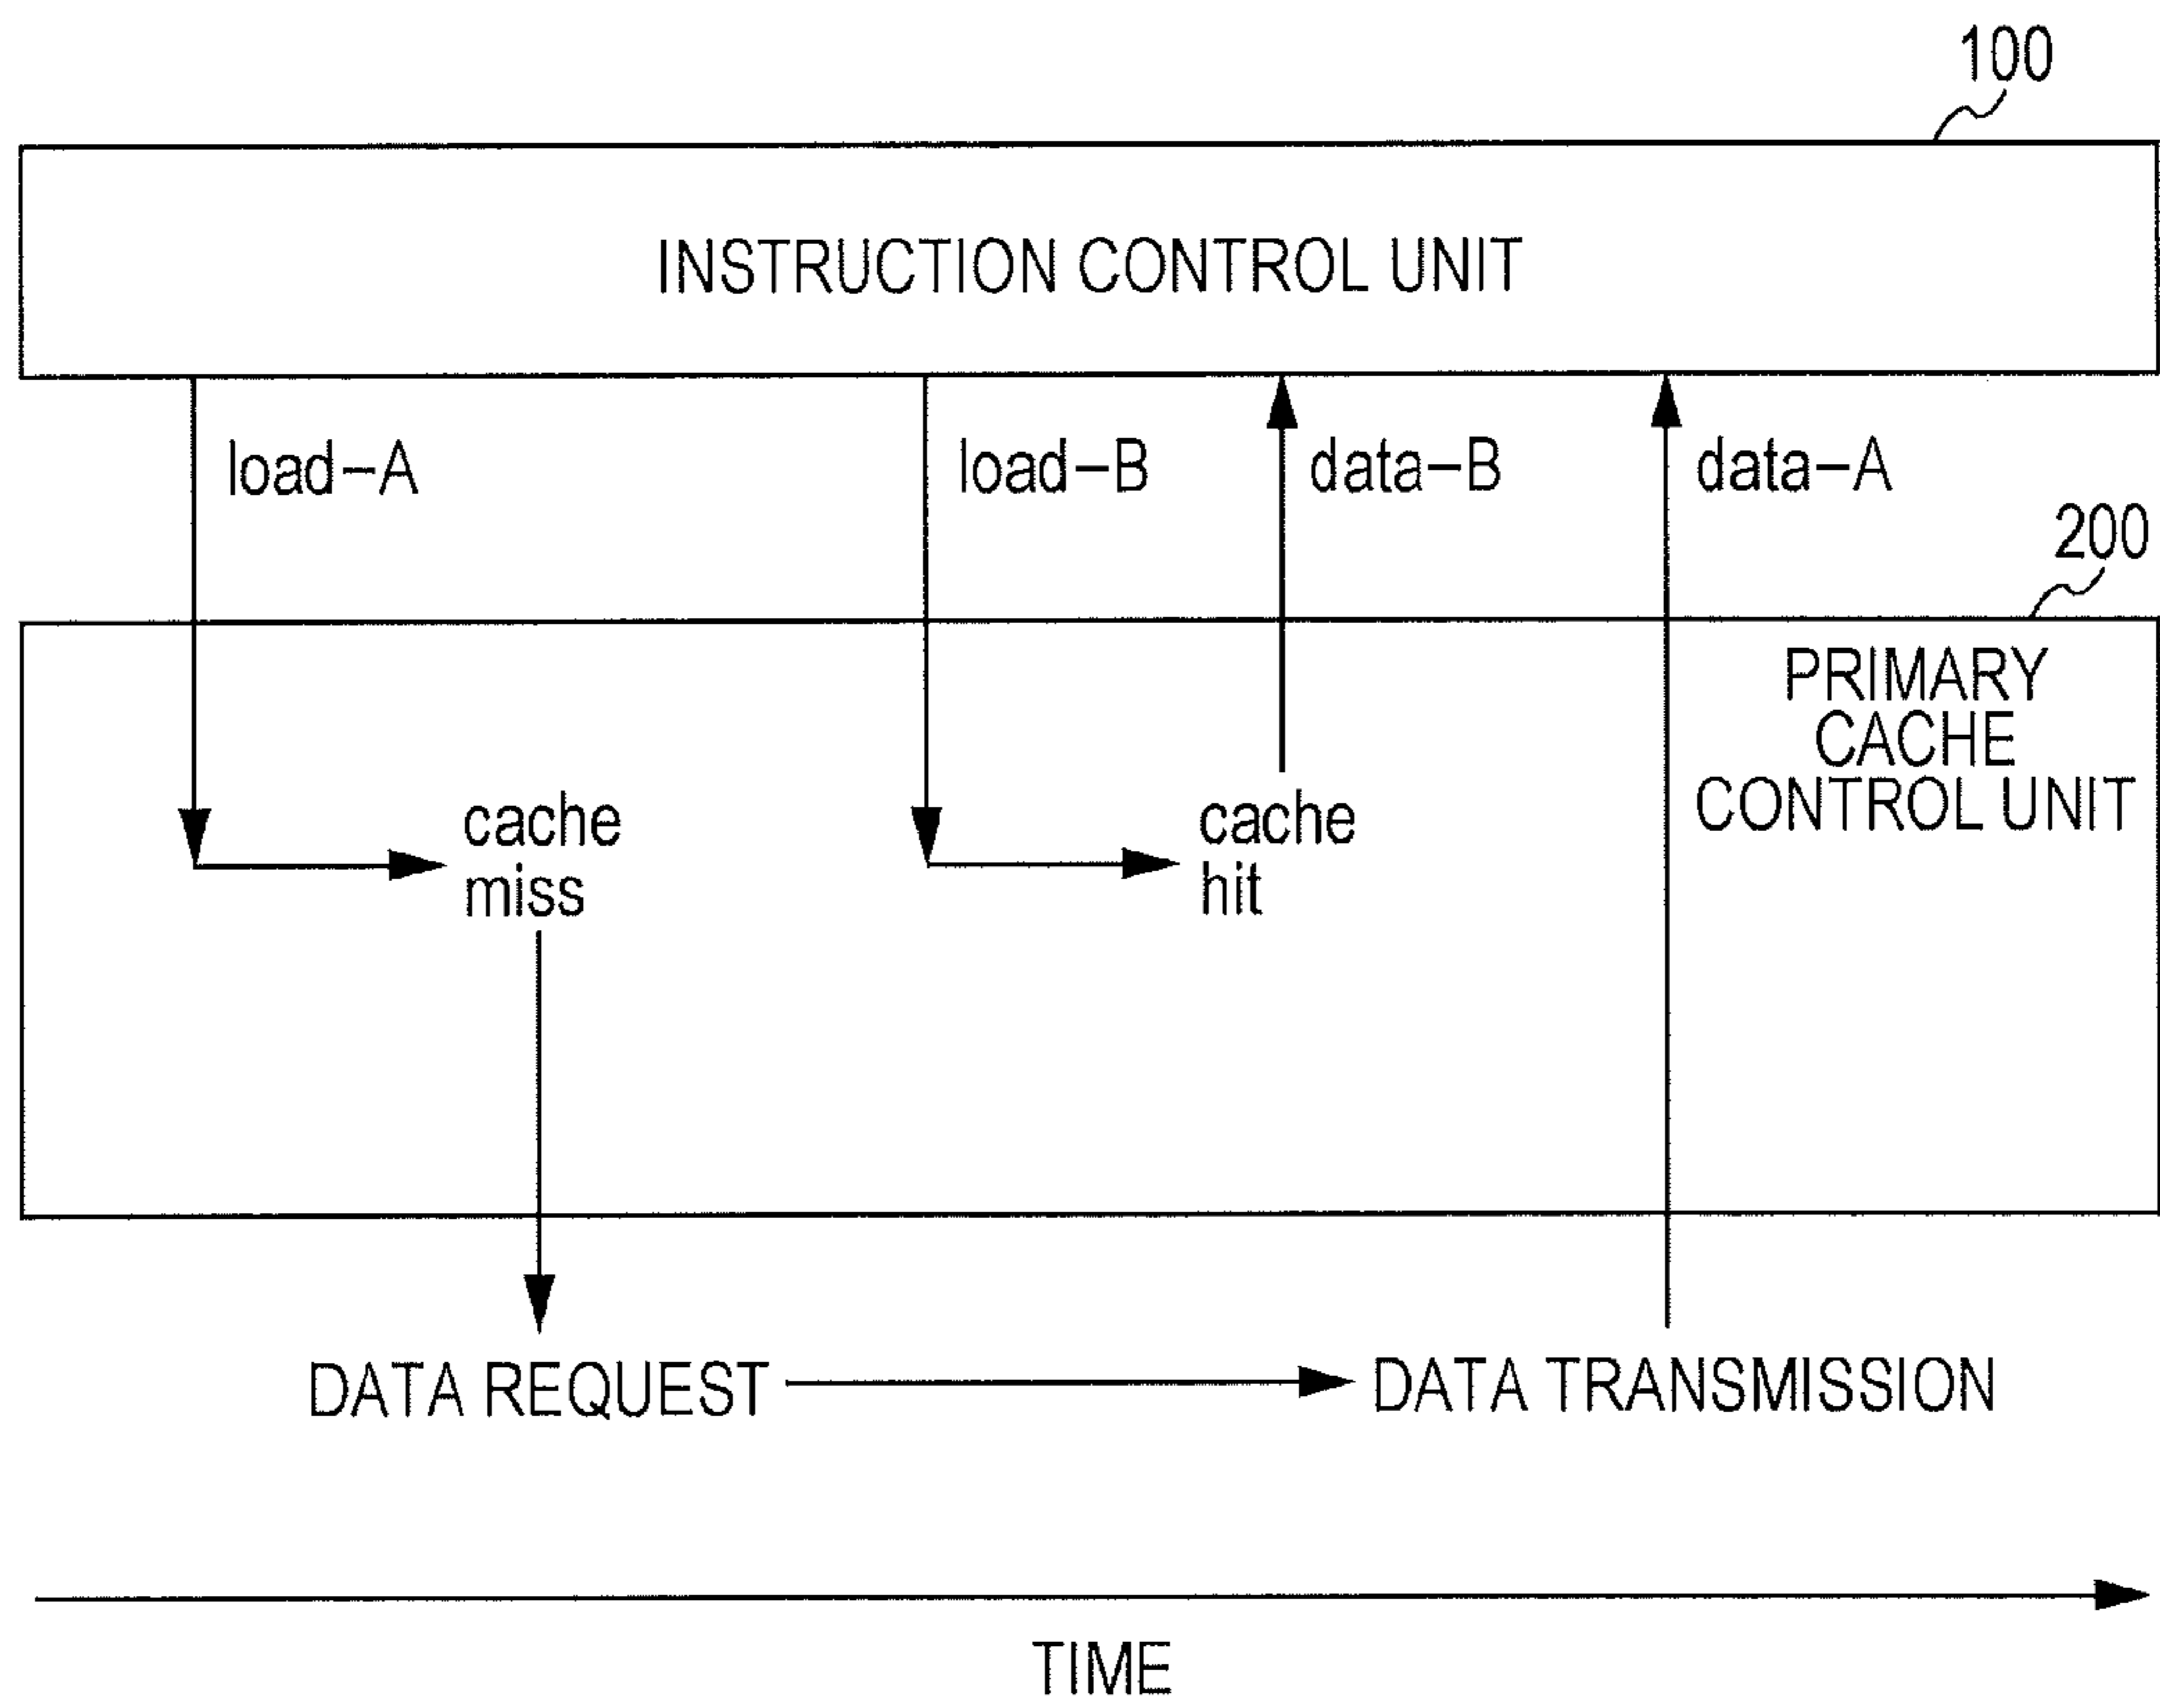 100
INSTRUCTION CONTROL UNIT
load-A
load-B
data-B
data-A
200
PRIMARY
CACHE
CONTROL UNIT
cache
miss
cache
hit
DATA REQUEST
DATA TRANSMISSION
TIME